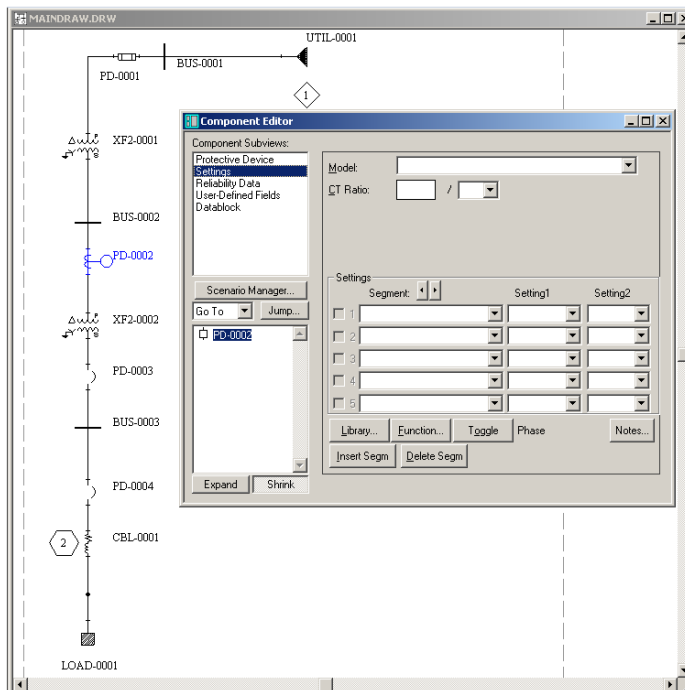 MAINDRAW.DRW
UTIL-0001
BUS-0001
PD-0001
1
XF2-0001
P
S
BUS-0002
PD-0002
XF2-0002
P
S
PD-0003
BUS-0003
PD-0004
2
CBL-0001
LOAD-0001
Component Editor
Component Subviews:
Protective Device
Settings
Reliability Data
User-Defined Fields
Datablock
Scenario Manager...
Go To
Jump...
PD-0002
Expand
Shrink
Model:
CT Ratio:
/
Settings
Segment:
Setting1
Setting2
1
2
3
4
5
Library...
Function...
Toggle
Phase
Notes...
Insert Segm
Delete Segm